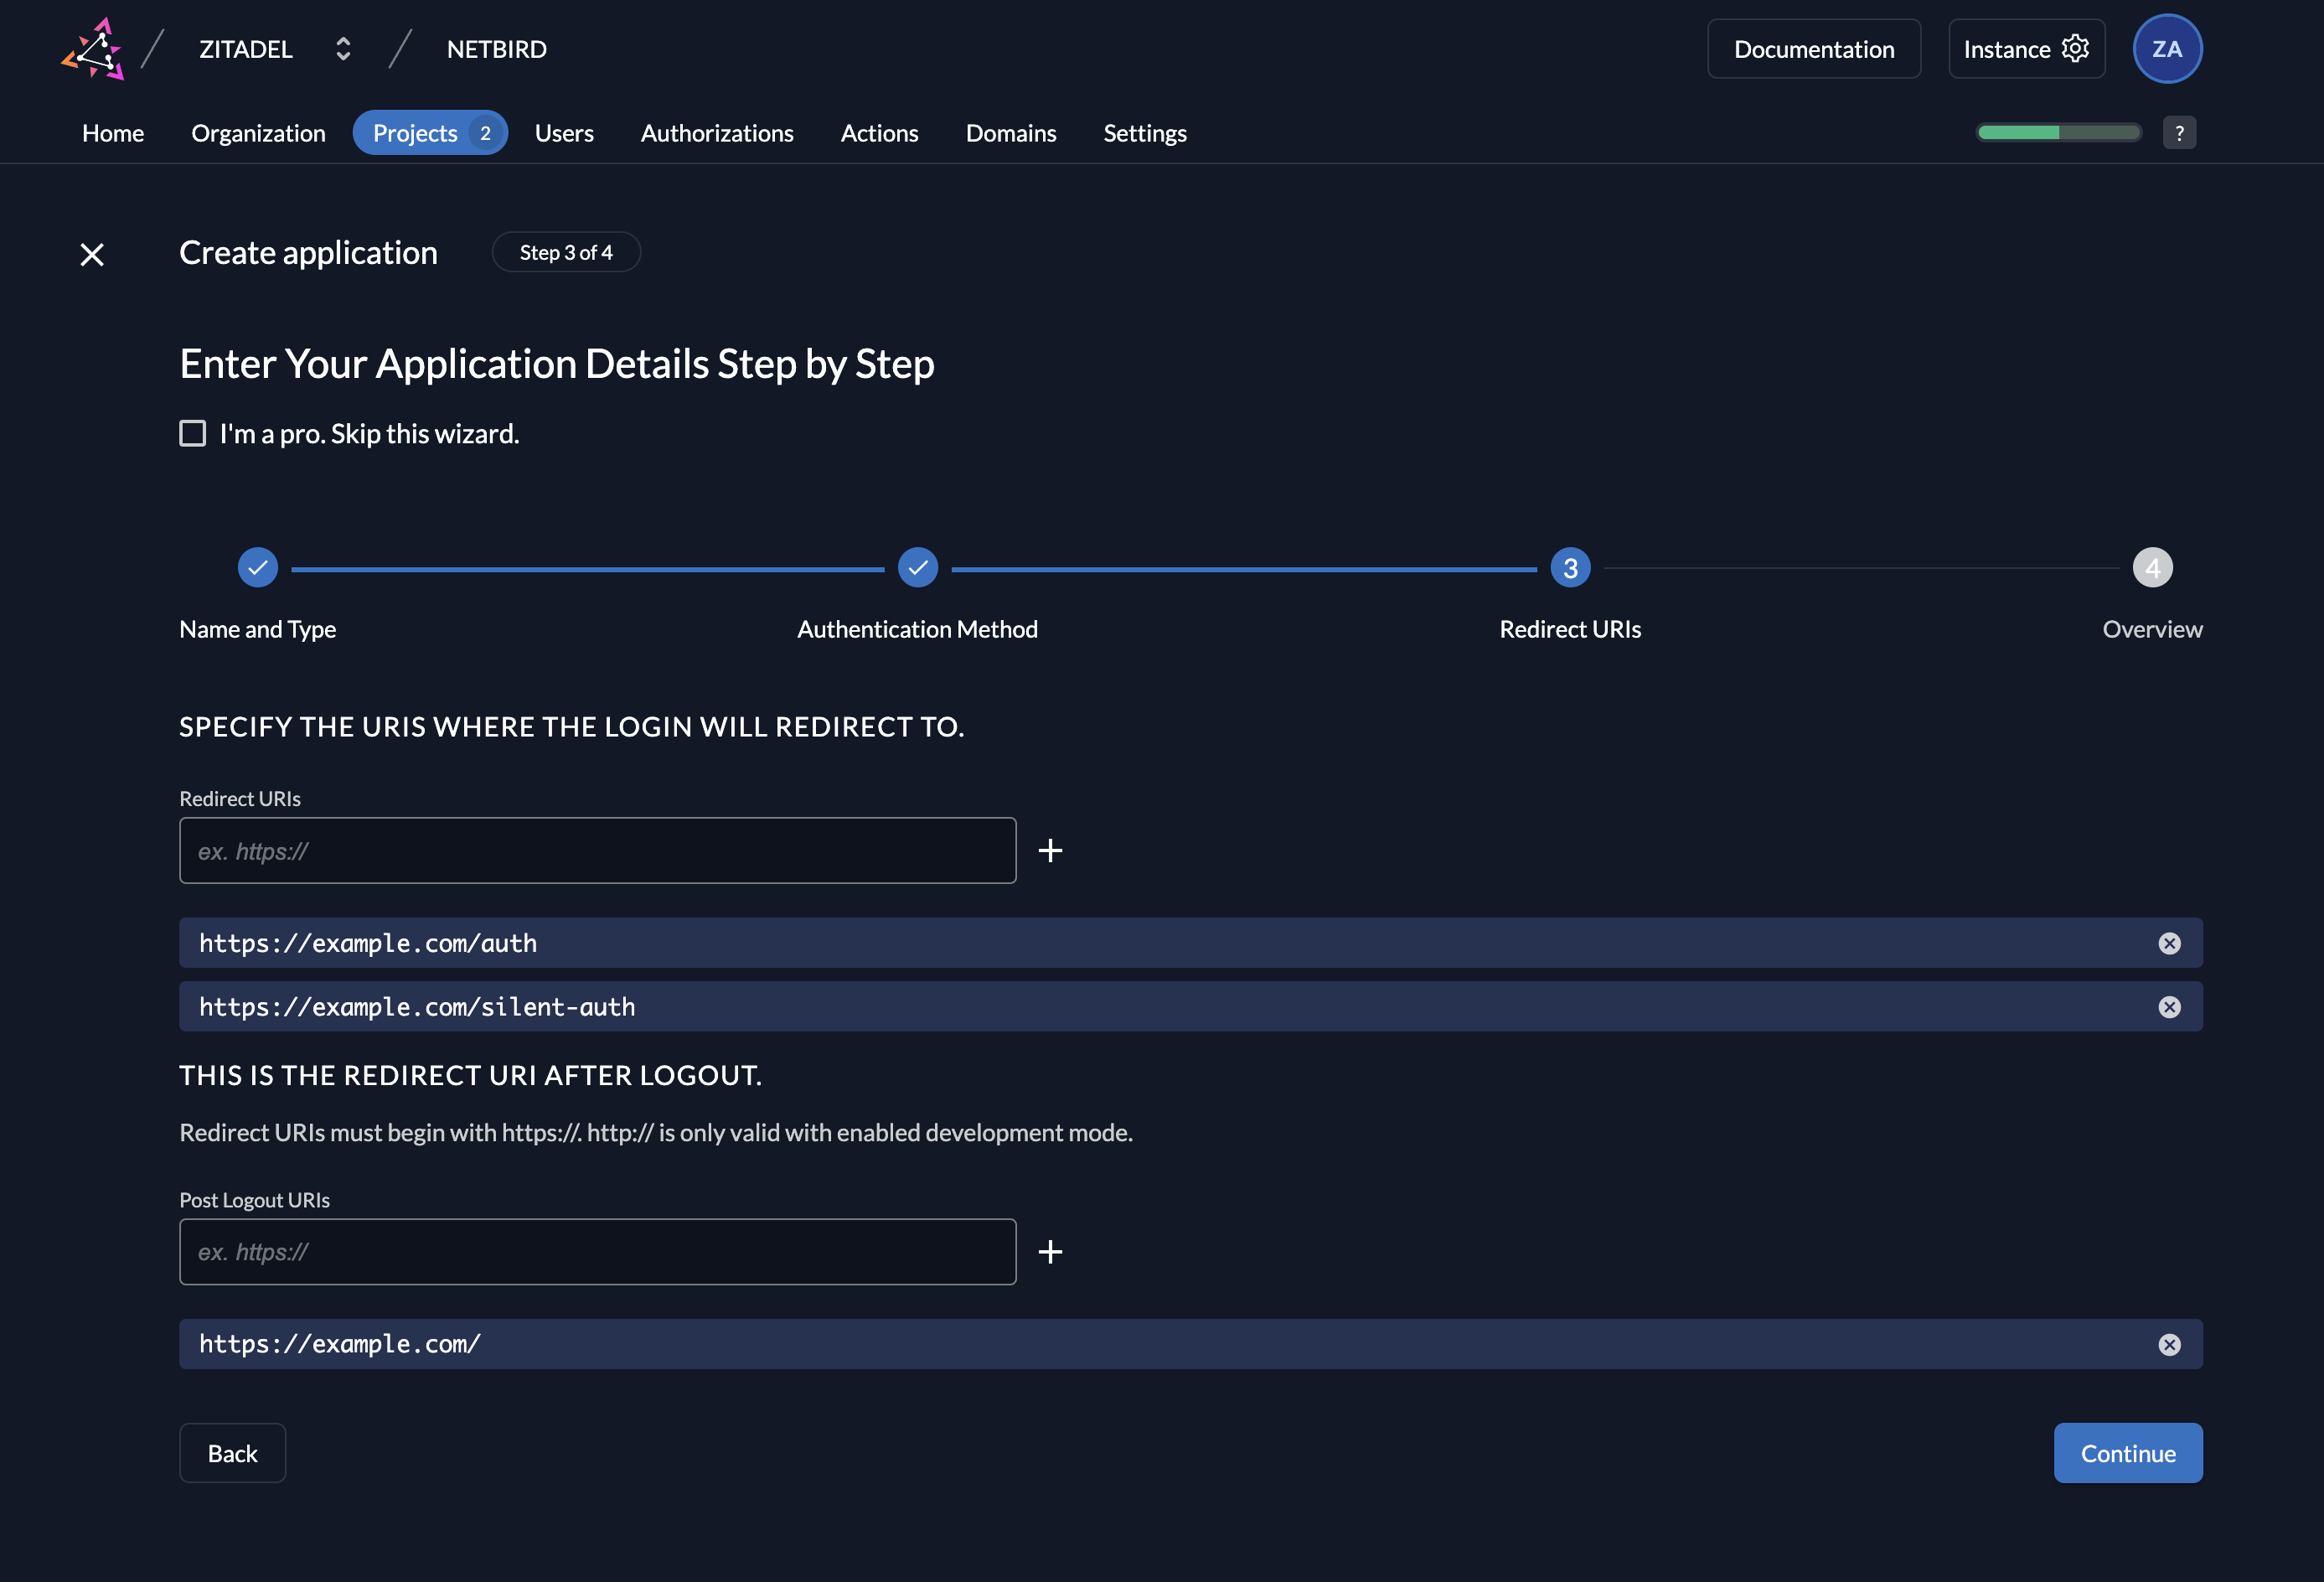 ZITADEL NETBIRD Documentation Instance ZA
Home Organization Projects 2 Users Authorizations Actions Domains Settings ?
Create application Step 3 of 4
Enter Your Application Details Step by Step
I'm a pro. Skip this wizard.
3 4
Name and Type Authentication Method Redirect URIs Overview
SPECIFY THE URIS WHERE THE LOGIN WILL REDIRECT TO.
Redirect URIs
ex. https://
https://example.com/auth
https://example.com/silent-auth
THIS IS THE REDIRECT URI AFTER LOGOUT.
Redirect URIs must begin with https://. http:// is only valid with enabled development mode.
Post Logout URIs
ex. https://
https://example.com/
Back Continue